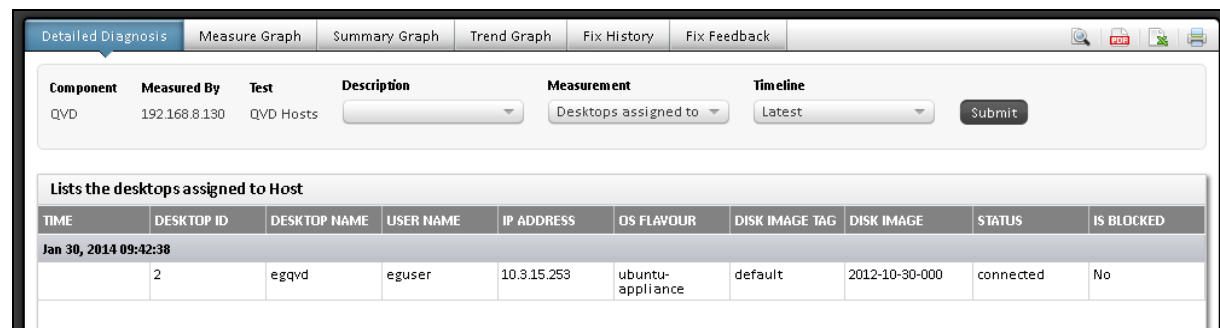 Detailed Diagnosis Measure Graph Summary Graph Trend Graph Fix History Fix Feedback
PDF
Component Measured By Test Description Measurement Timeline
QVD 192.168.8.130 QVD Hosts Desktops assigned to Latest Submit
Lists the desktops assigned to Host
TIME DESKTOP ID DESKTOP NAME USER NAME IP ADDRESS OS FLAVOUR DISK IMAGE TAG DISK IMAGE STATUS IS BLOCKED
Jan 30, 2014 09:42:38
2 egqvd eguser 10.3.15.253 ubuntu- default 2012-10-30-000 connected No
appliance